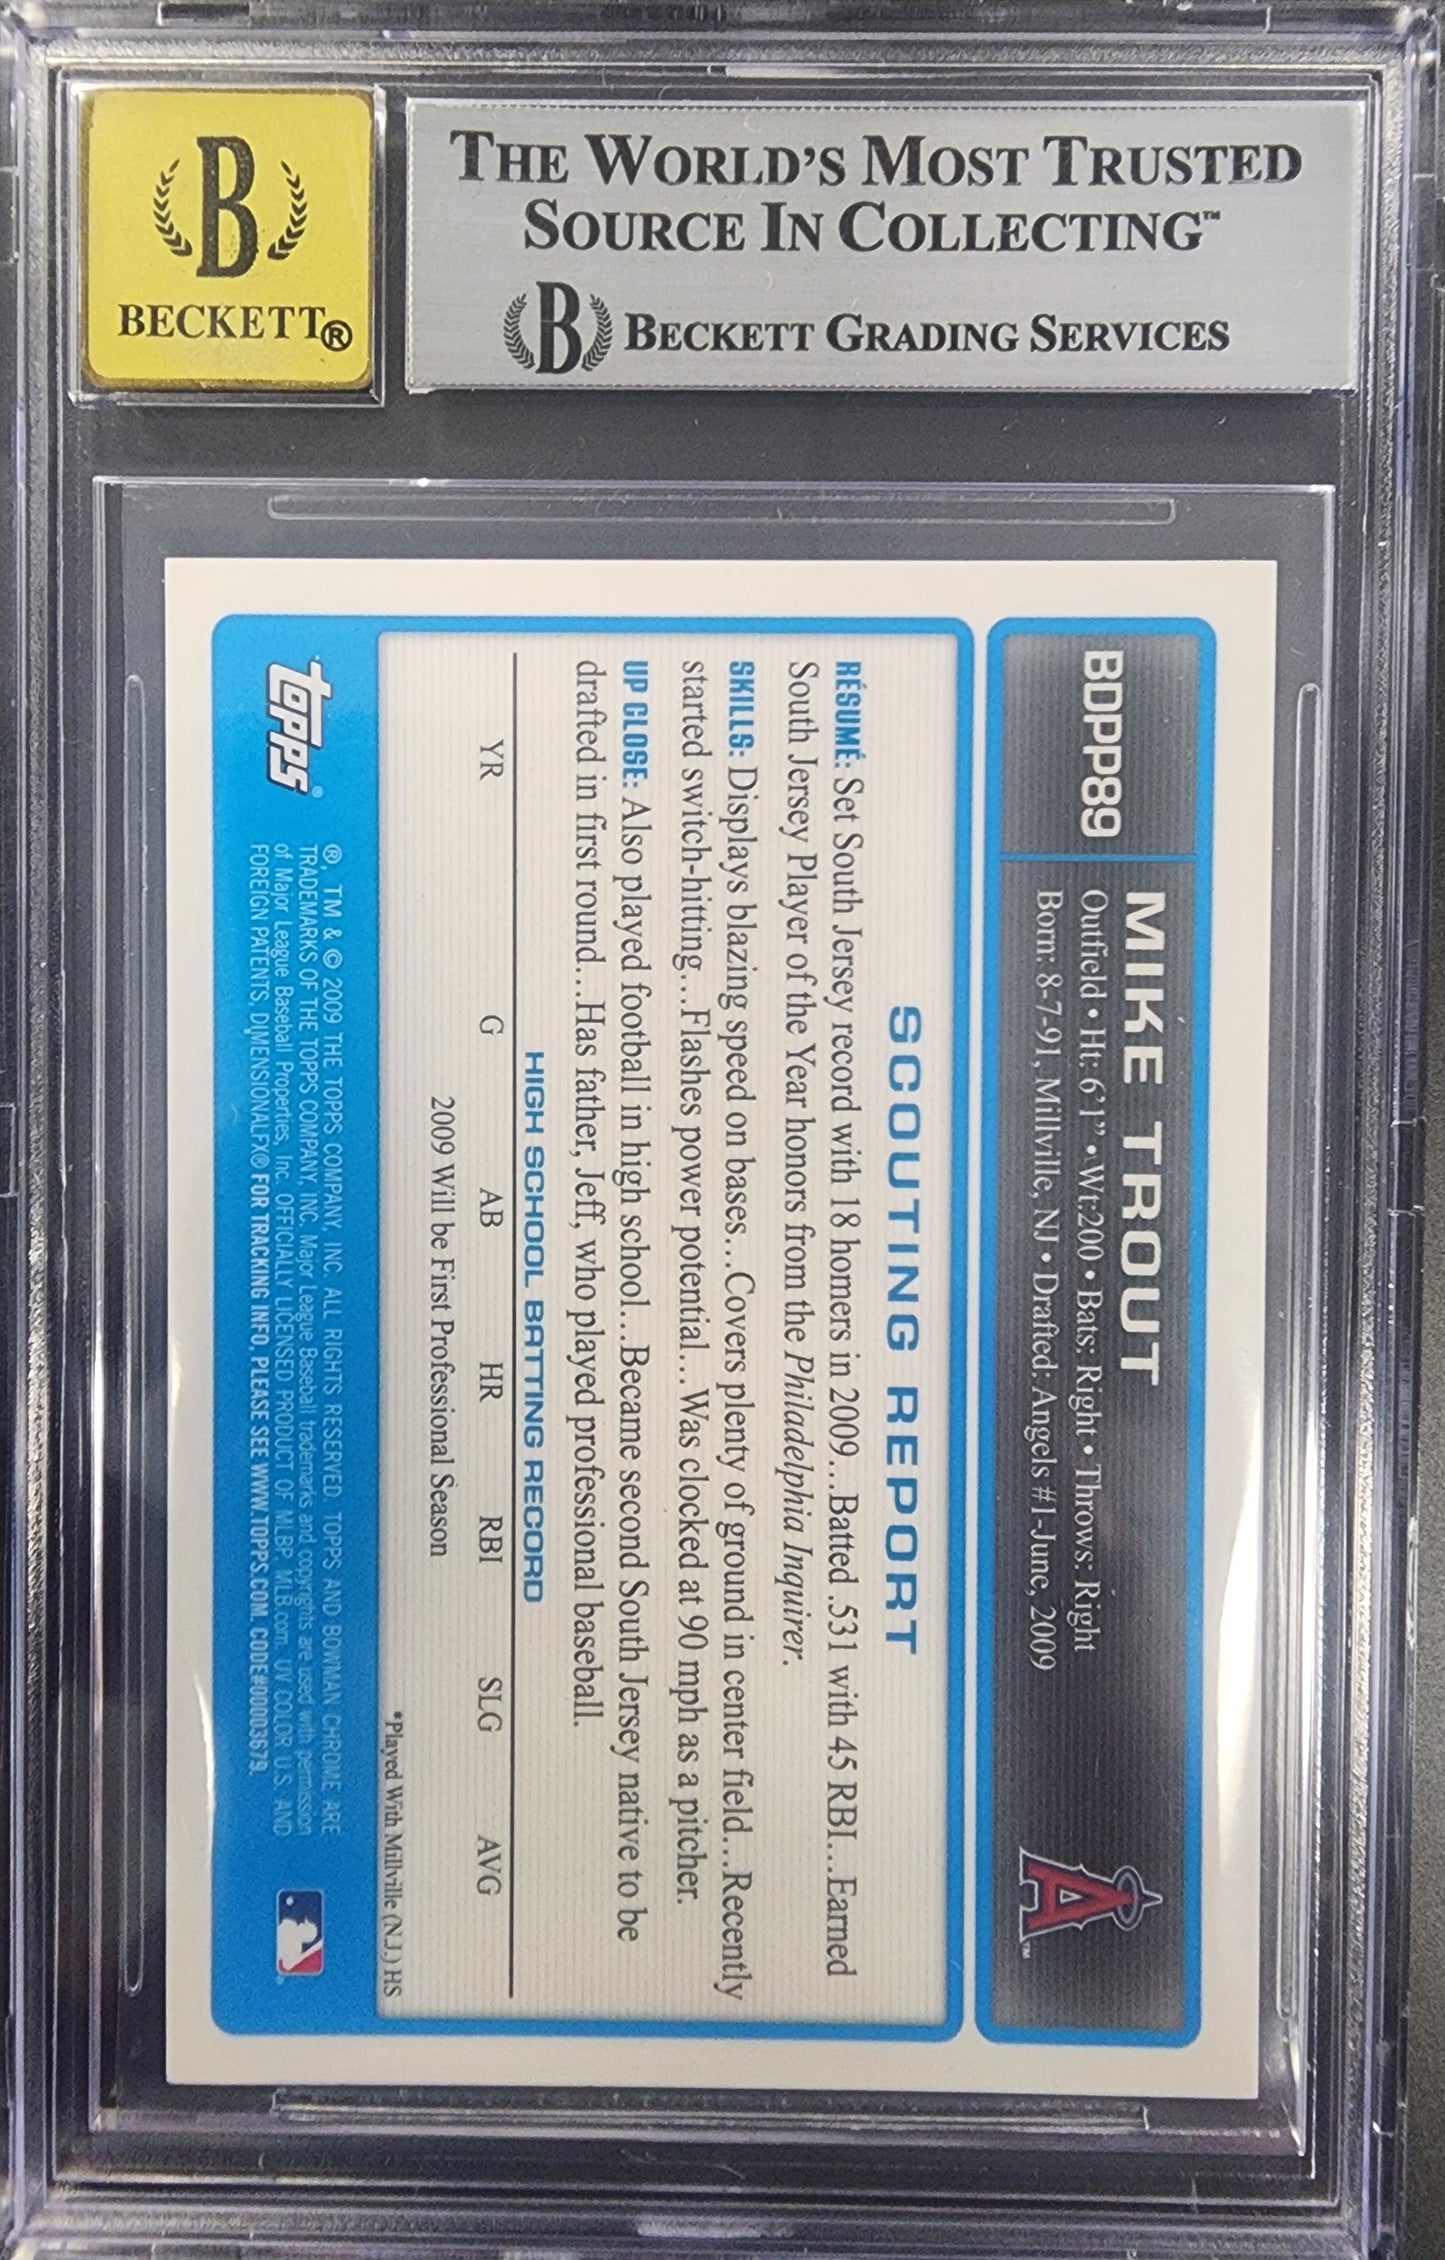 B
BECKETT®
THE WORLD'S MOST TRUSTED
SOURCE IN COLLECTING™
B BECKETT GRADING SERVICES
BDPP89
MIKE TROUT
Outfield • Ht: 6'1" • Wt:200 • Bats: Right • Throws: Right
Born: 8-7-91, Millville, NJ • Drafted: Angels #1-June, 2009
A™
SCOUTING REPORT
RÉSUMÉ: Set South Jersey record with 18 homers in 2009...Batted .531 with 45 RBI...Earned
South Jersey Player of the Year honors from the Philadelphia Inquirer.
SKILLS: Displays blazing speed on bases...Covers plenty of ground in center field...Recently
started switch-hitting...Flashes power potential...Was clocked at 90 mph as a pitcher.
UP CLOSE: Also played football in high school...Became second South Jersey native to be
drafted in first round...Has father, Jeff, who played professional baseball.
HIGH SCHOOL BATTING RECORD
YR G AB HR RBI SLG AVG
2009 Will be First Professional Season
*Played With Millville (N.J.) HS
topps®
®, TM & © 2009 THE TOPPS COMPANY, INC. ALL RIGHTS RESERVED. TOPPS AND BOWMAN CHROME ARE
TRADEMARKS OF THE TOPPS COMPANY, INC. Major League Baseball trademarks and copyrights are used with permission
of Major League Baseball Properties, Inc. OFFICIALLY LICENSED PRODUCT OF MLBP. MLB.com. UV COLOR U.S. AND
FOREIGN PATENTS, DIMENSIONALFX® FOR TRACKING INFO, PLEASE SEE WWW.TOPPS.COM. CODE#00003679.